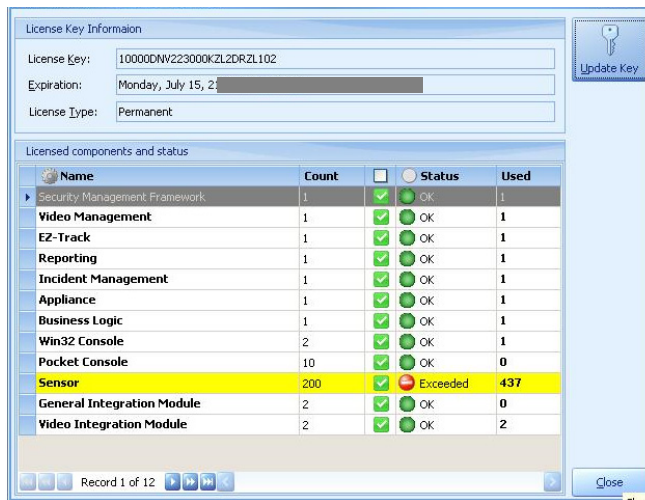 License Key Informaion
License Key: 10000DNV223000KZL2DRZL102
Update Key
Expiration: Monday, July 15, 2
License Type: Permanent
Licensed components and status
Name Count Status Used
Security Management Framework 1 OK 1
Video Management 1 OK 1
EZ-Track 1 OK 1
Reporting 1 OK 1
Incident Management 1 OK 1
Appliance 1 OK 1
Business Logic 1 OK 1
Win32 Console 2 OK 1
Pocket Console 10 OK 0
Sensor 200 Exceeded 437
General Integration Module 2 OK 0
Video Integration Module 2 OK 2
Record 1 of 12
Close